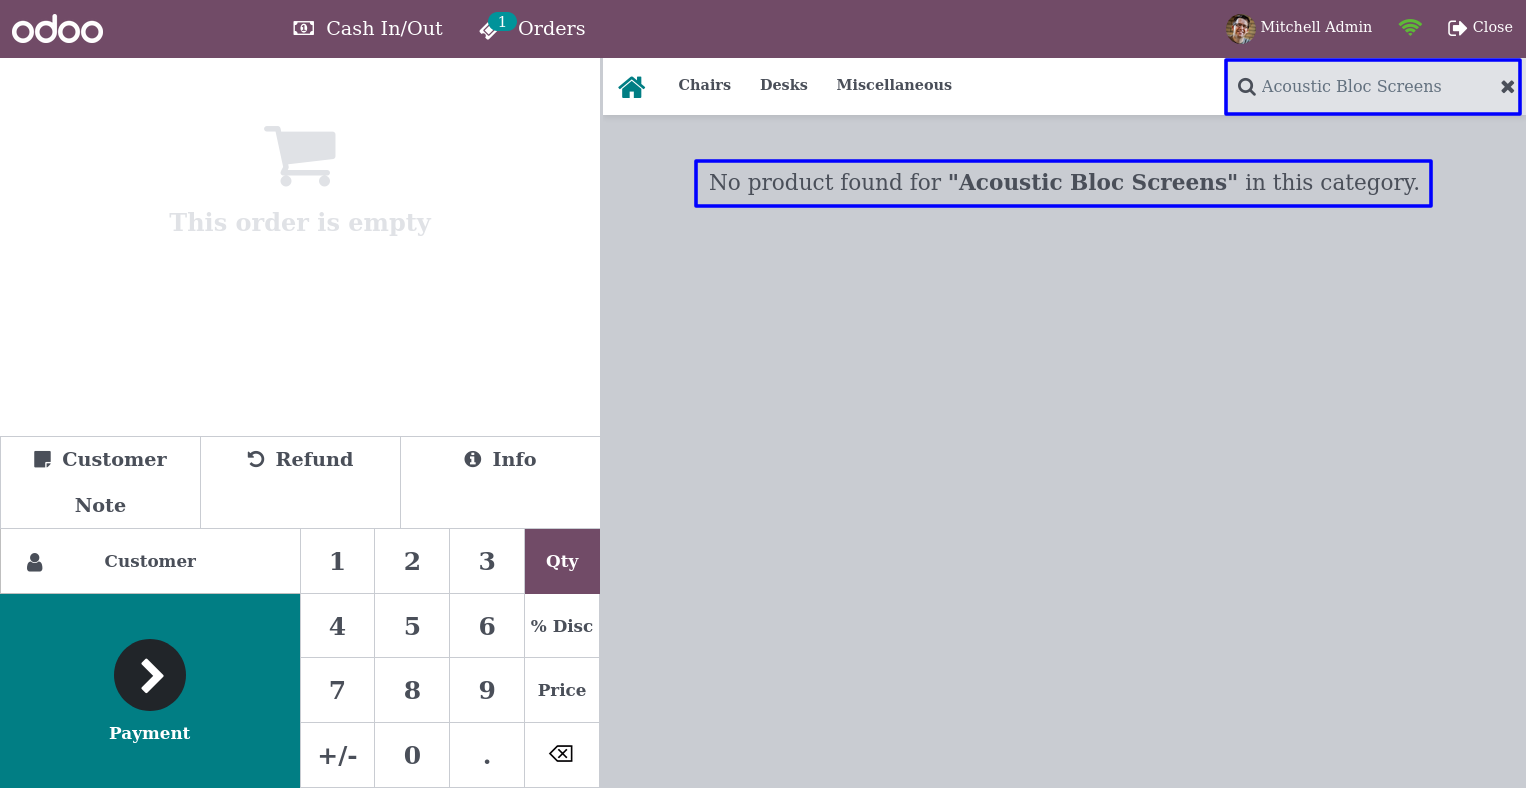 odoo
Cash In/Out
1
Orders
Mitchell Admin
Close
Chairs
Desks
Miscellaneous
Acoustic Bloc Screens
No product found for "Acoustic Bloc Screens" in this category.
This order is empty
Customer
Note
Refund
Info
Customer
1 2 3 Qty
4 5 6 % Disc
7 8 9 Price
+/- 0 .
Payment